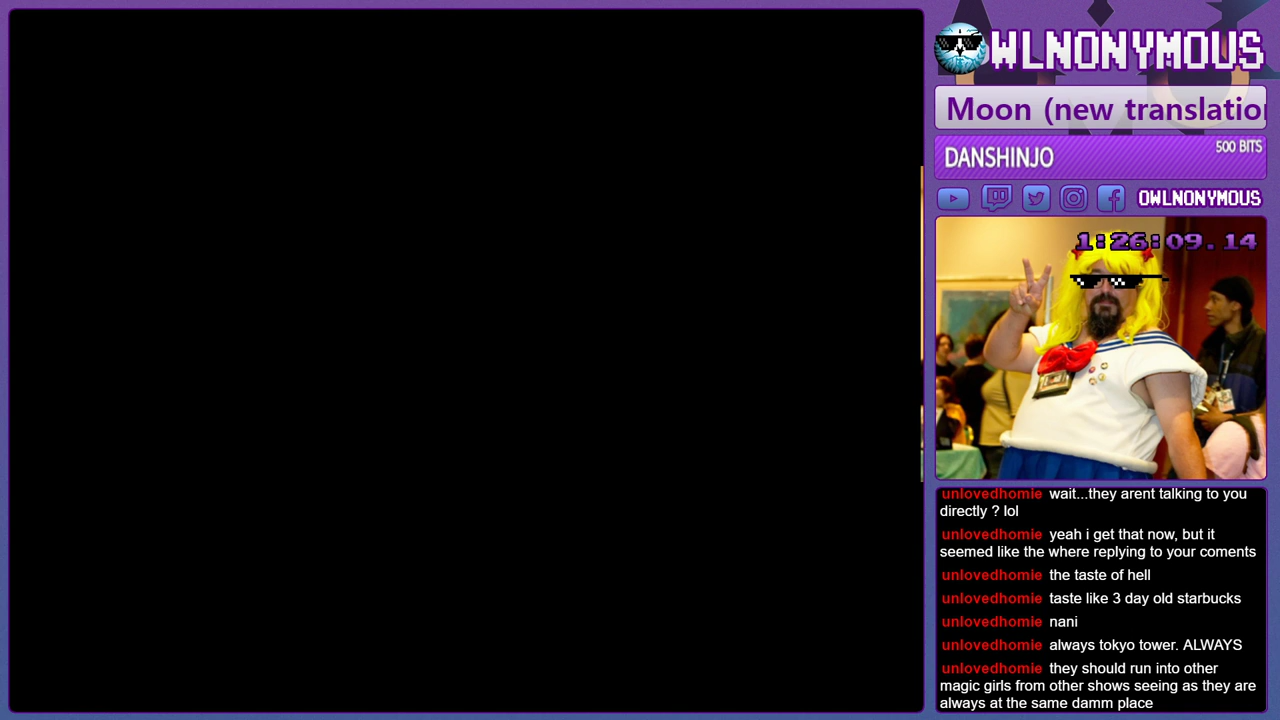 OWLNONYMOUS
Moon (new translation
DANSHINJO
500 BITS
OWLNONYMOUS
1:26:09.14
unlovedhomie wait...they arent talking to you
directly ? lol
unlovedhomie yeah i get that now, but it
seemed like the where replying to your coments
unlovedhomie the taste of hell
unlovedhomie taste like 3 day old starbucks
unlovedhomie nani
unlovedhomie always tokyo tower. ALWAYS
unlovedhomie they should run into other
magic girls from other shows seeing as they are
always at the same damm place